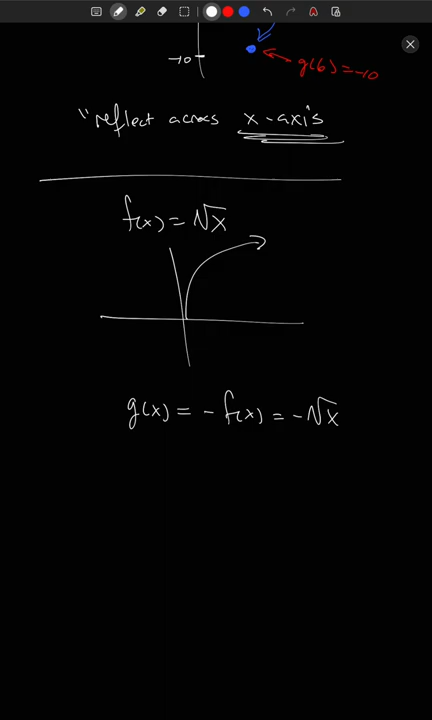 -10
g(6) = -10
"reflect across x-axis
f(x) = √x
g(x) = - f(x) = -√x